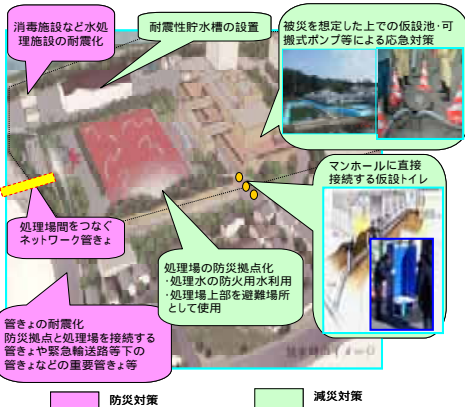 消毒施設など水処
理施設の耐震化
耐震性貯水槽の設置
被災を想定した上での仮設池・可
搬式ポンプ等による応急対策
マンホールに直接
接続する仮設トイレ
処理場間をつなぐ
ネットワーク管きょ
処理場の防災拠点化
・処理水の防火用水利用
・処理場上部を避難場所
として使用
管きょの耐震化
防災拠点と処理場を接続する
管きょや緊急輸送路等下の
管きょなどの重要管きょ等
防災対策
減災対策